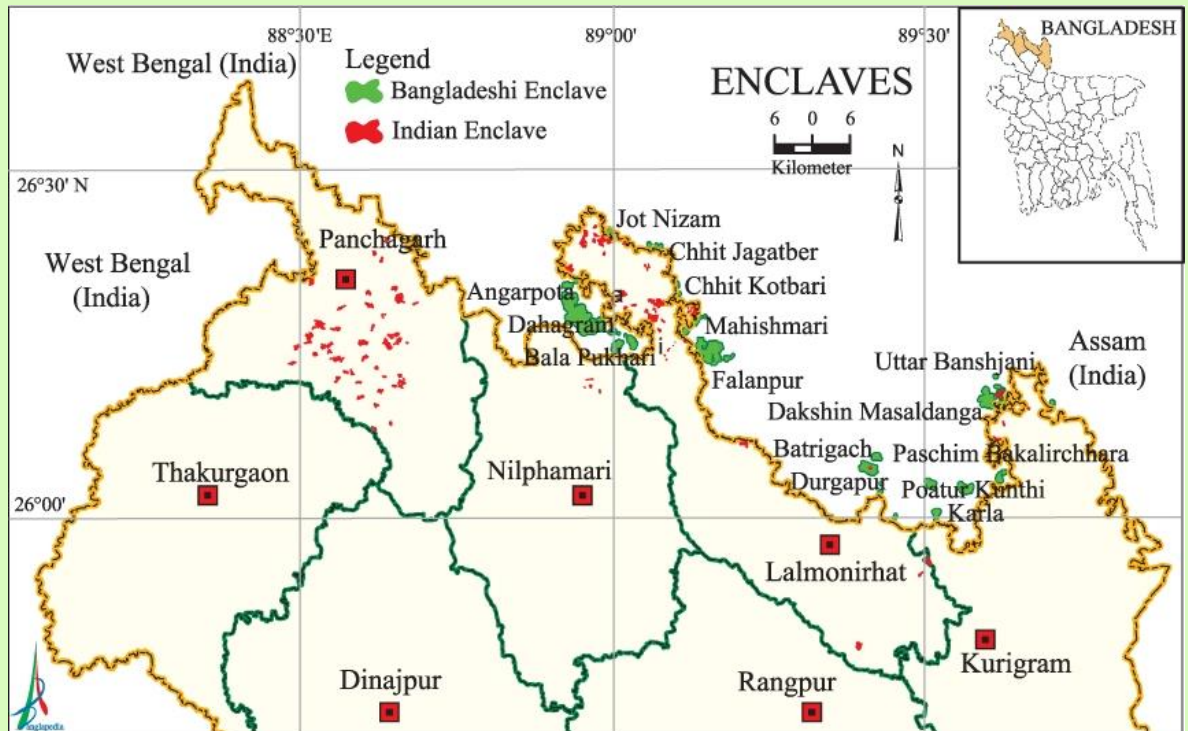 88°30'E
89°00'
89°30'
BANGLADESH
West Bengal (India)
Legend
Bangladeshi Enclave
Indian Enclave
ENCLAVES
6 0 6
Kilometer
N
26°30' N
West Bengal
(India)
Panchagarh
Jot Nizam
Chhit Jagatber
Chhit Kotbari
Angarpota
Dahagram
Mahishmari
Bala Pukhari
Falanpur
Assam
(India)
Uttar Banshjani
Dakshin Masaldanga
Batrigach
Paschim Bakalirchhara
Durgapur
Poatur Kunthi
Karla
Thakurgaon
Nilphamari
26°00'
Lalmonirhat
Kurigram
Dinajpur
Rangpur